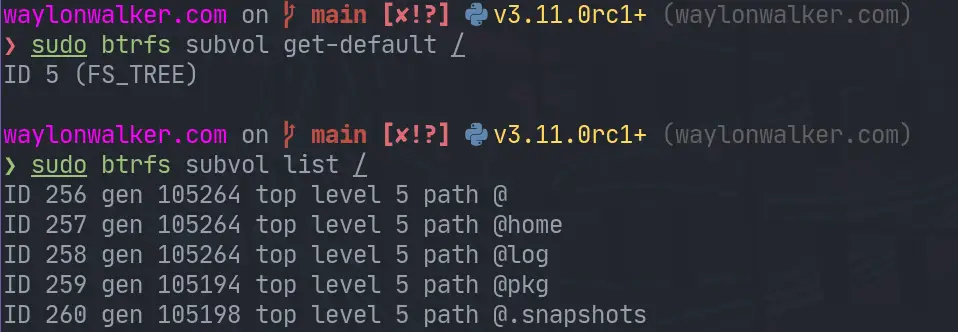 waylonwalker.com on  main [✘!?] v3.11.0rc1+ (waylonwalker.com)
❯ sudo btrfs subvol get-default /
ID 5 (FS_TREE)
waylonwalker.com on  main [✘!?] v3.11.0rc1+ (waylonwalker.com)
❯ sudo btrfs subvol list /
ID 256 gen 105264 top level 5 path @
ID 257 gen 105264 top level 5 path @home
ID 258 gen 105264 top level 5 path @log
ID 259 gen 105194 top level 5 path @pkg
ID 260 gen 105198 top level 5 path @.snapshots